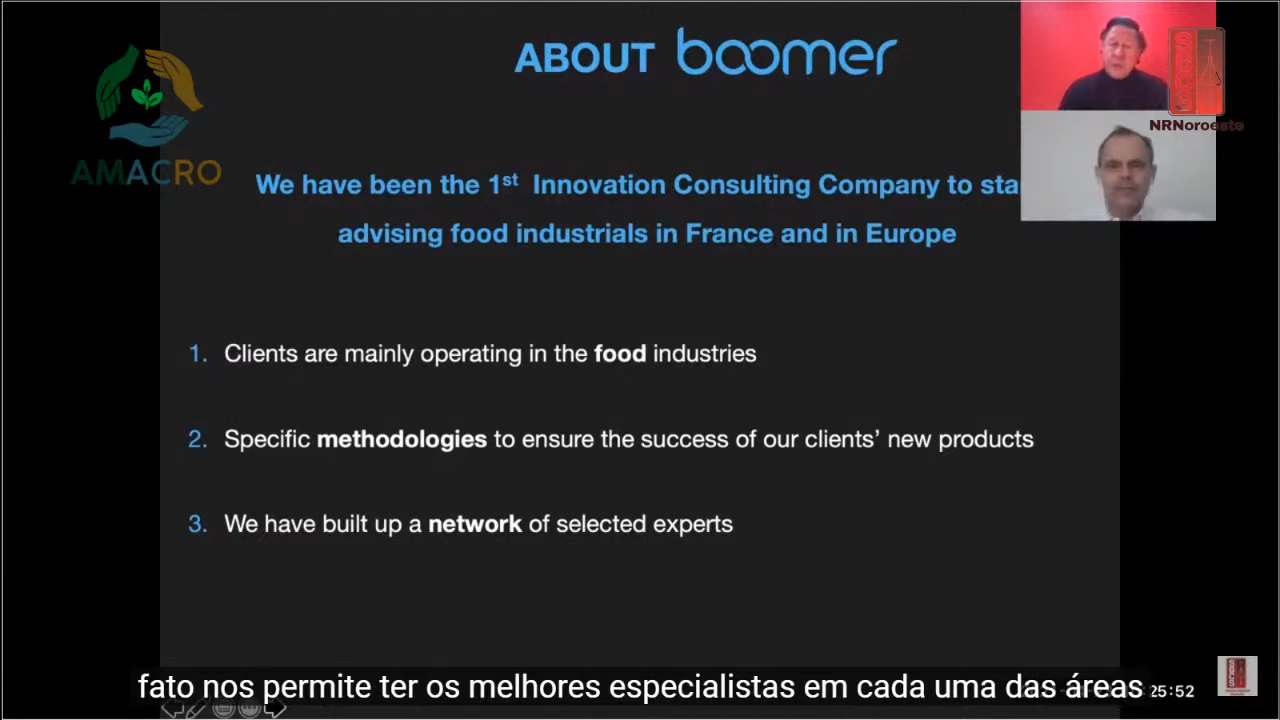 ABOUT boomer
AMACRO
NRNoroeste
We have been the 1st Innovation Consulting Company to sta
advising food industrials in France and in Europe
1. Clients are mainly operating in the food industries
2. Specific methodologies to ensure the success of our clients’ new products
3. We have built up a network of selected experts
fato nos permite ter os melhores especialistas em cada uma das áreas
25:52